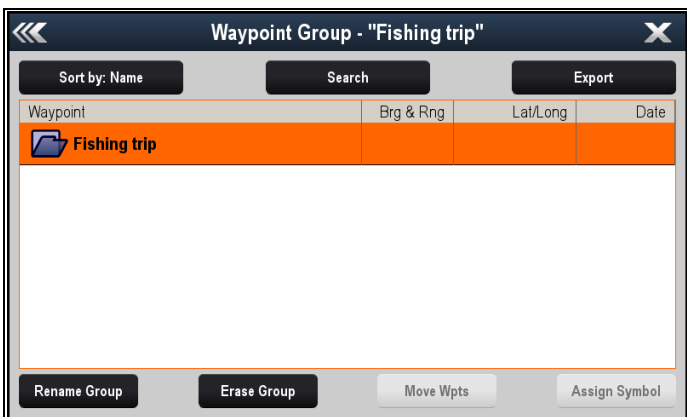 Waypoint Group - "Fishing trip"
Sort by: Name Search Export
Waypoint Brg & Rng Lat/Long Date
Fishing trip
Rename Group Erase Group Move Wpts Assign Symbol